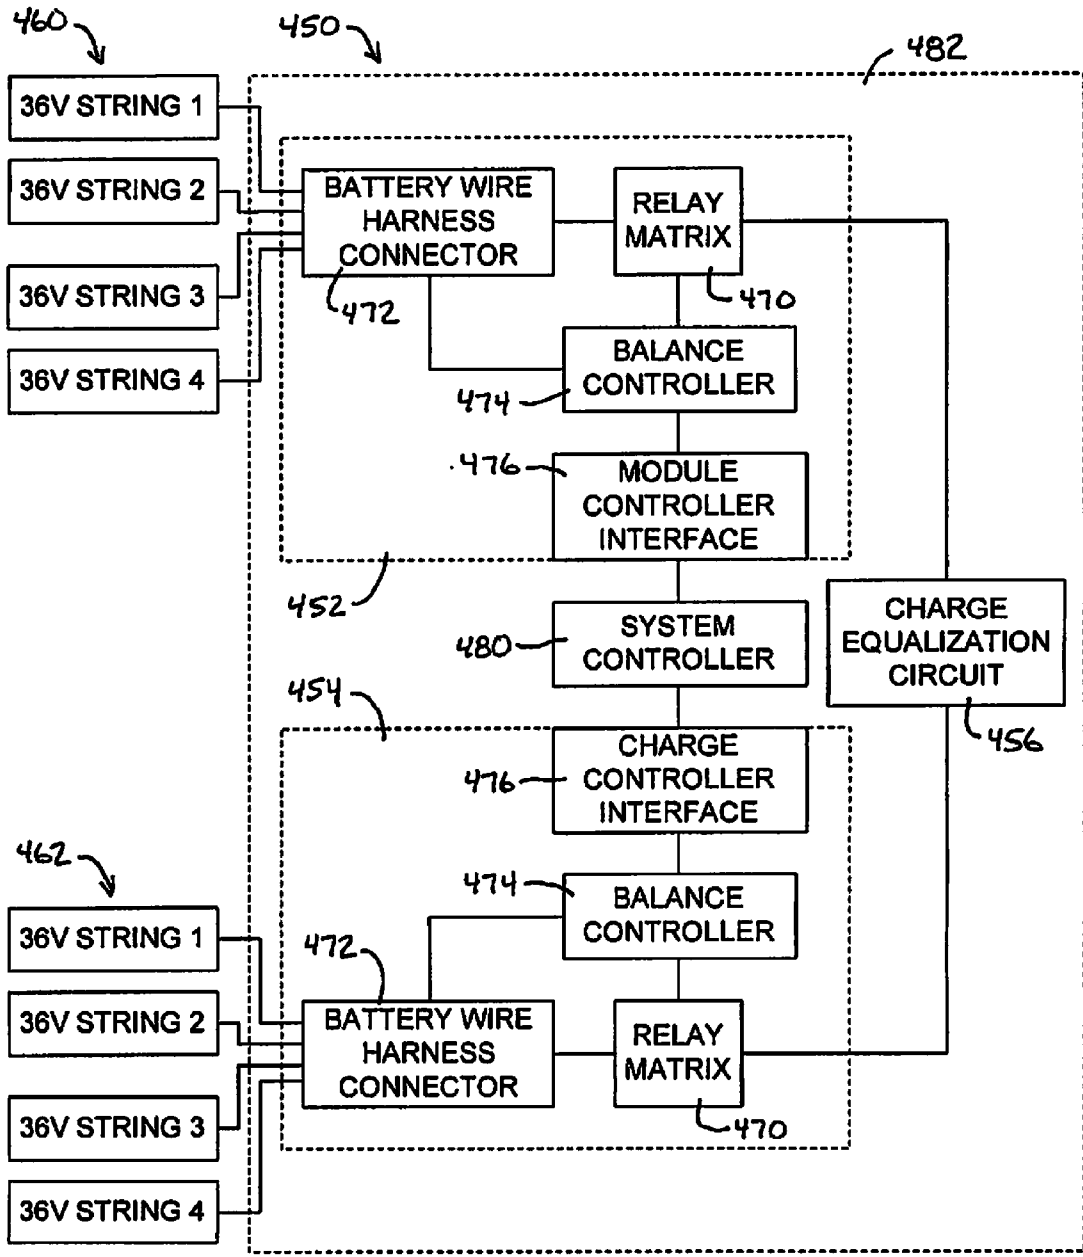 460
450
482
36V STRING 1
36V STRING 2
36V STRING 3
36V STRING 4
BATTERY WIRE
HARNESS
CONNECTOR
472
RELAY
MATRIX
470
BALANCE
CONTROLLER
474
476
MODULE
CONTROLLER
INTERFACE
452
480
SYSTEM
CONTROLLER
CHARGE
EQUALIZATION
CIRCUIT
456
454
476
CHARGE
CONTROLLER
INTERFACE
462
474
BALANCE
CONTROLLER
36V STRING 1
36V STRING 2
36V STRING 3
36V STRING 4
472
BATTERY WIRE
HARNESS
CONNECTOR
RELAY
MATRIX
470